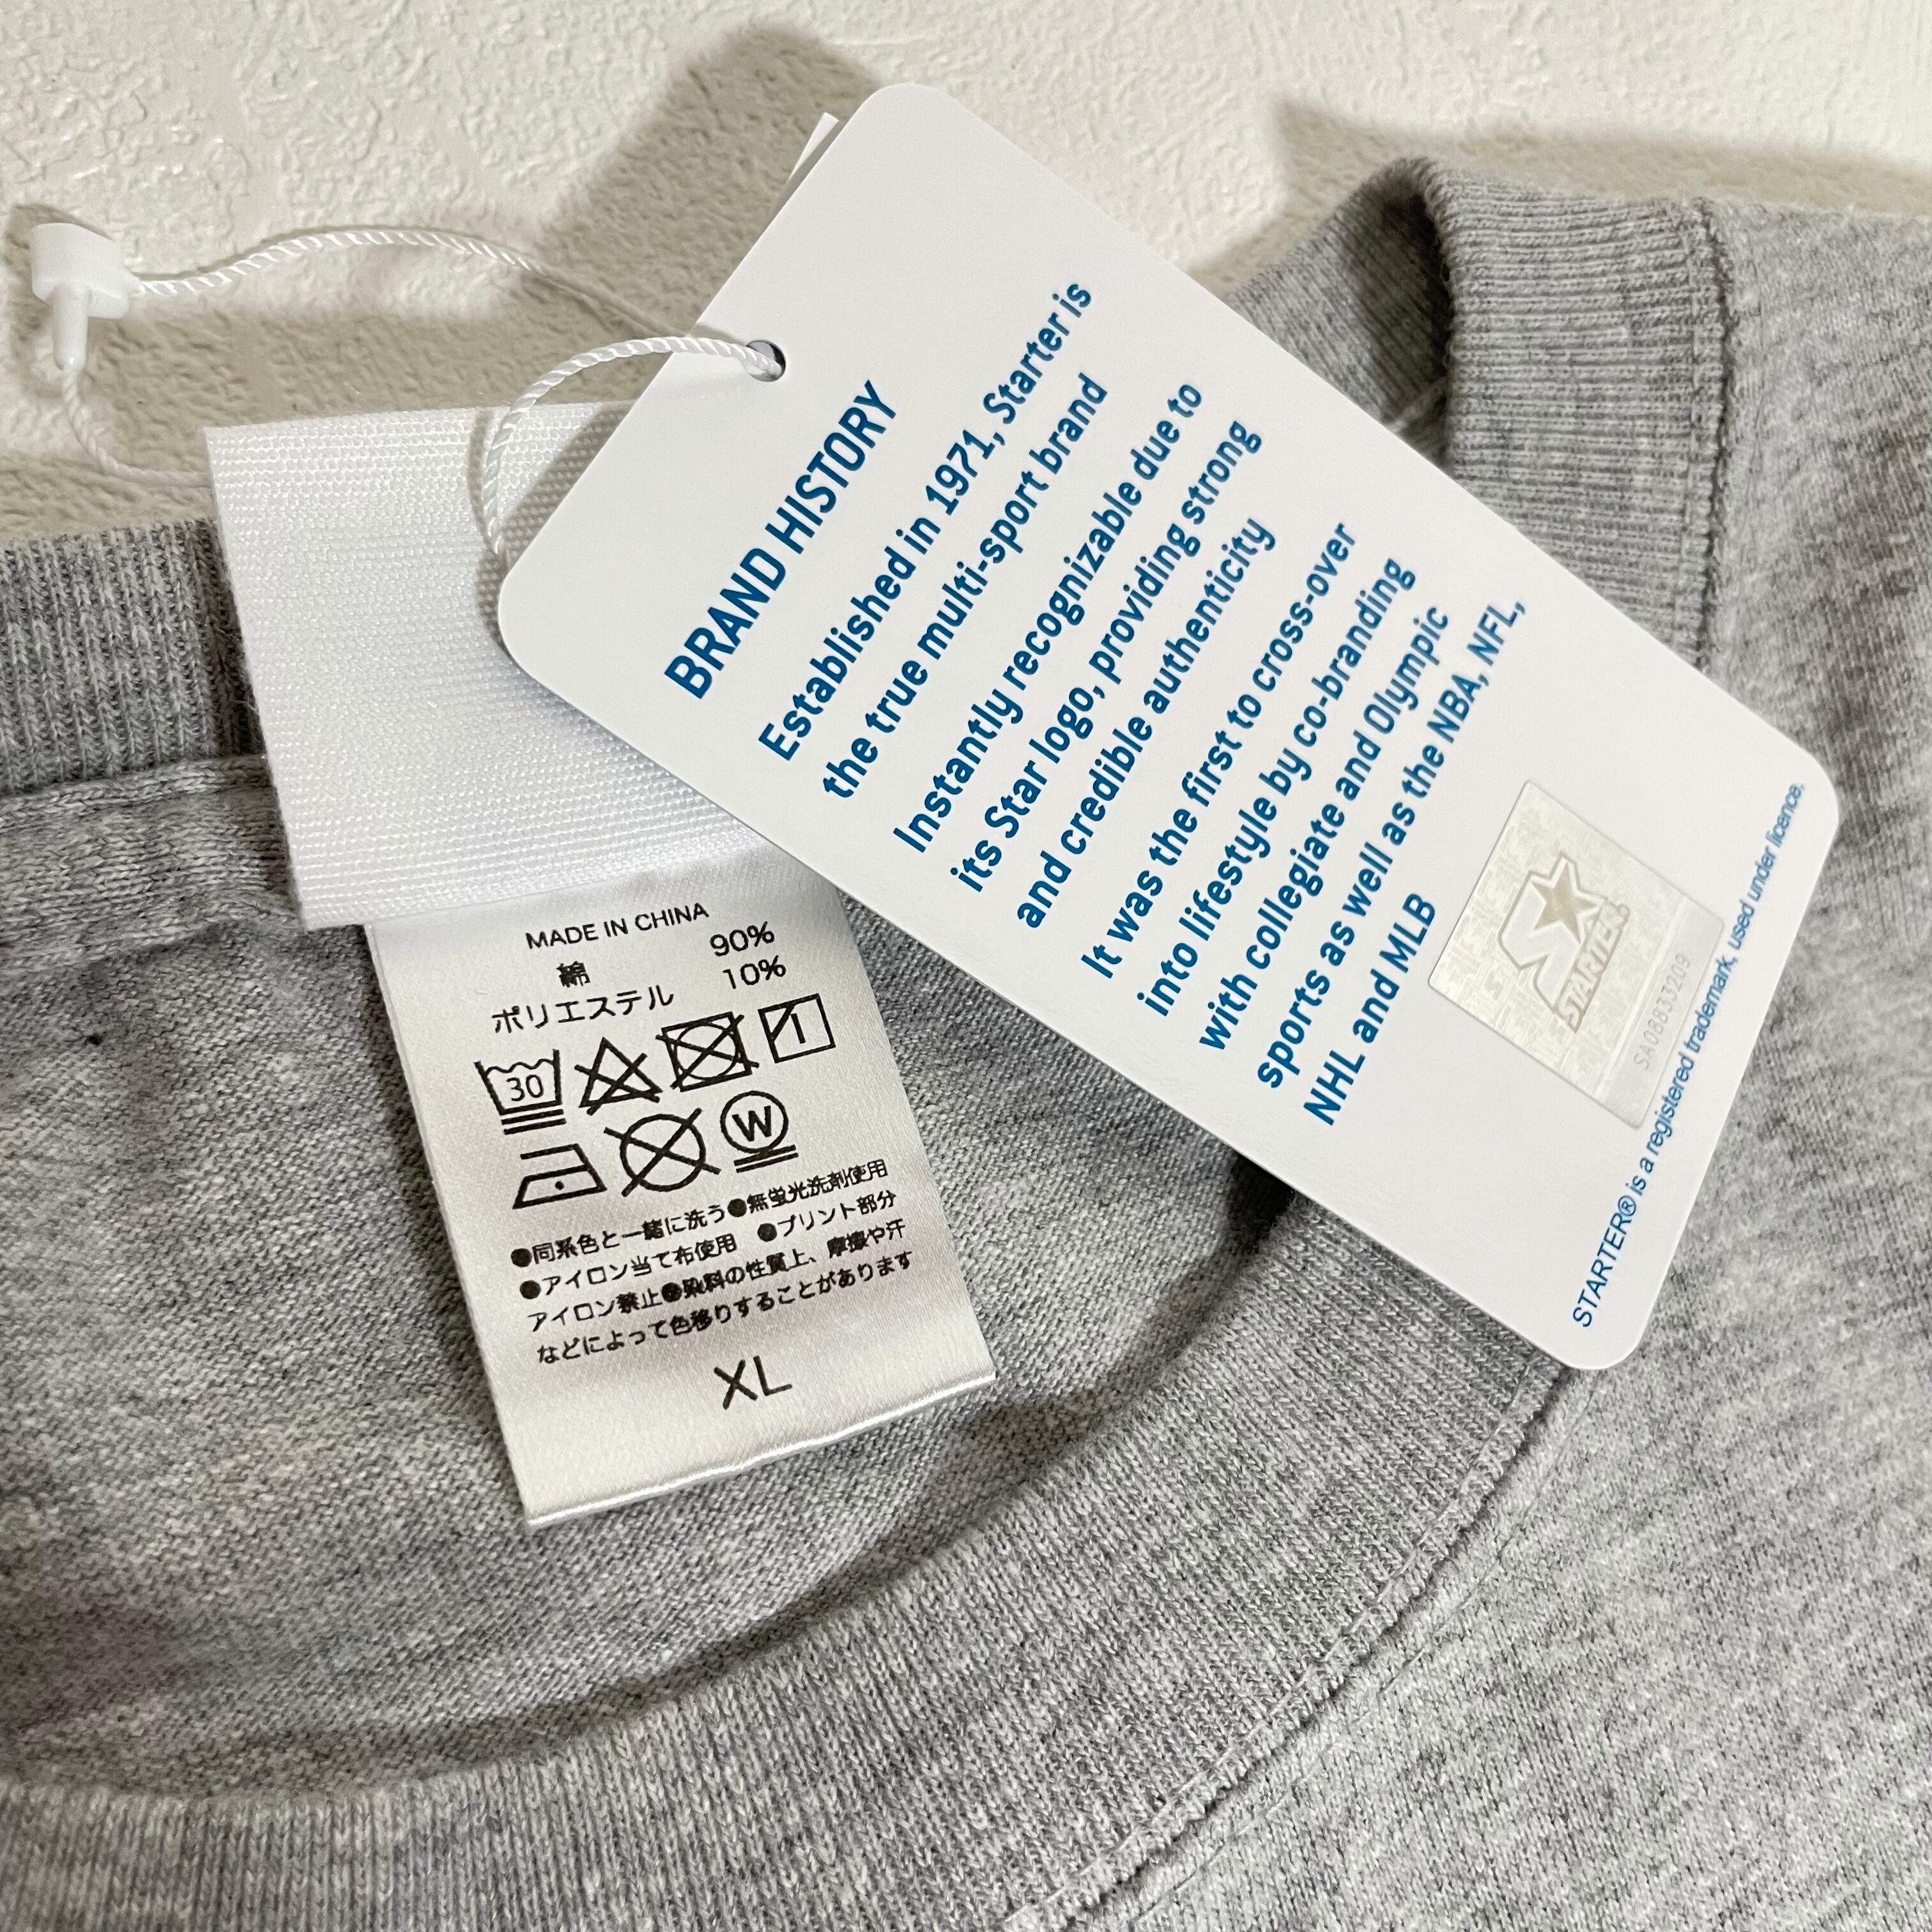 BRAND HISTORY
Established in 1971, Starter is
the true multi-sport brand
Instantly recognizable due to
its Star logo, providing strong
and credible authenticity
It was the first to cross-over
into lifestyle by co-branding
with collegiate and Olympic
sports as well as the NBA, NFL,
NHL and MLB
S
STARTER
SA08833209
STARTER® is a registered trademark, used under licence.
MADE IN CHINA
綿 90%
ポリエステル 10%
30
W
●同系色と一緒に洗う●無蛍光洗剤使用
●アイロン当て布使用 ●プリント部分
アイロン禁止●染料の性質上、摩擦や汗
などによって色移りすることがあります
XL